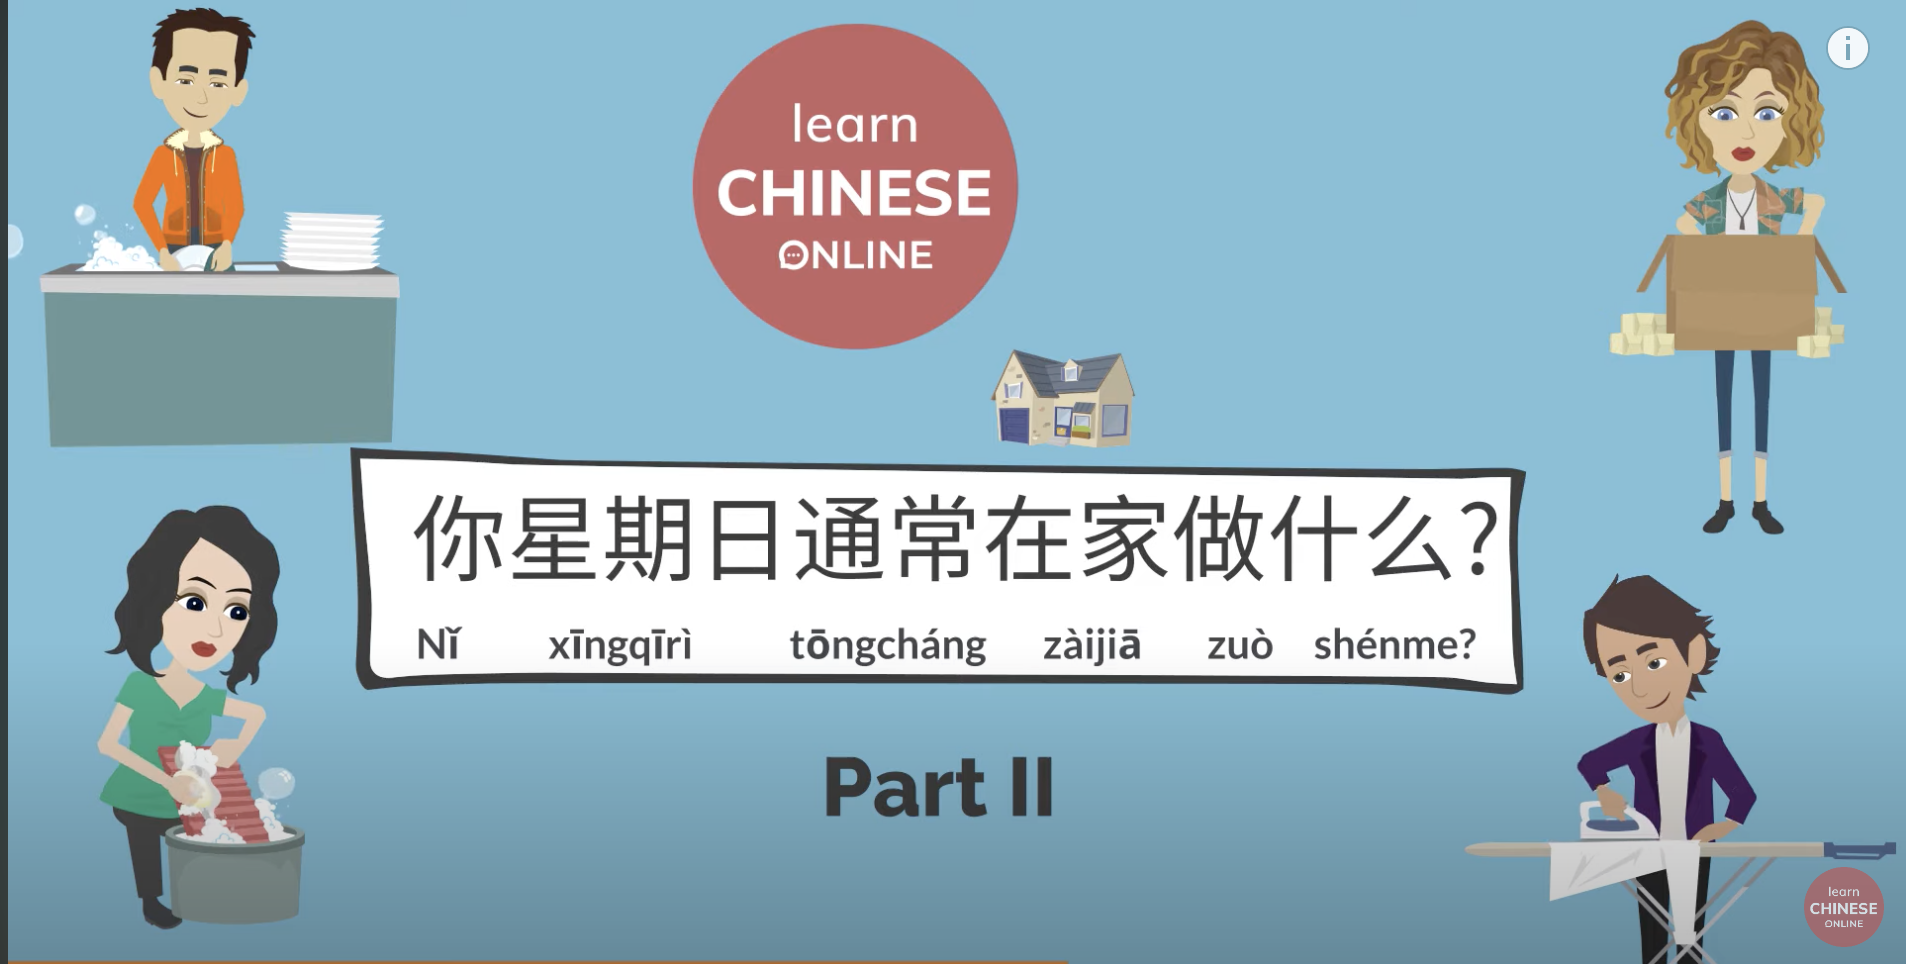 learn
CHINESE
ONLINE
你星期日通常在家做什么?
Nǐ xīngqīrì tōngcháng zàijiā zuò shénme?
Part II
learn
CHINESE
ONLINE